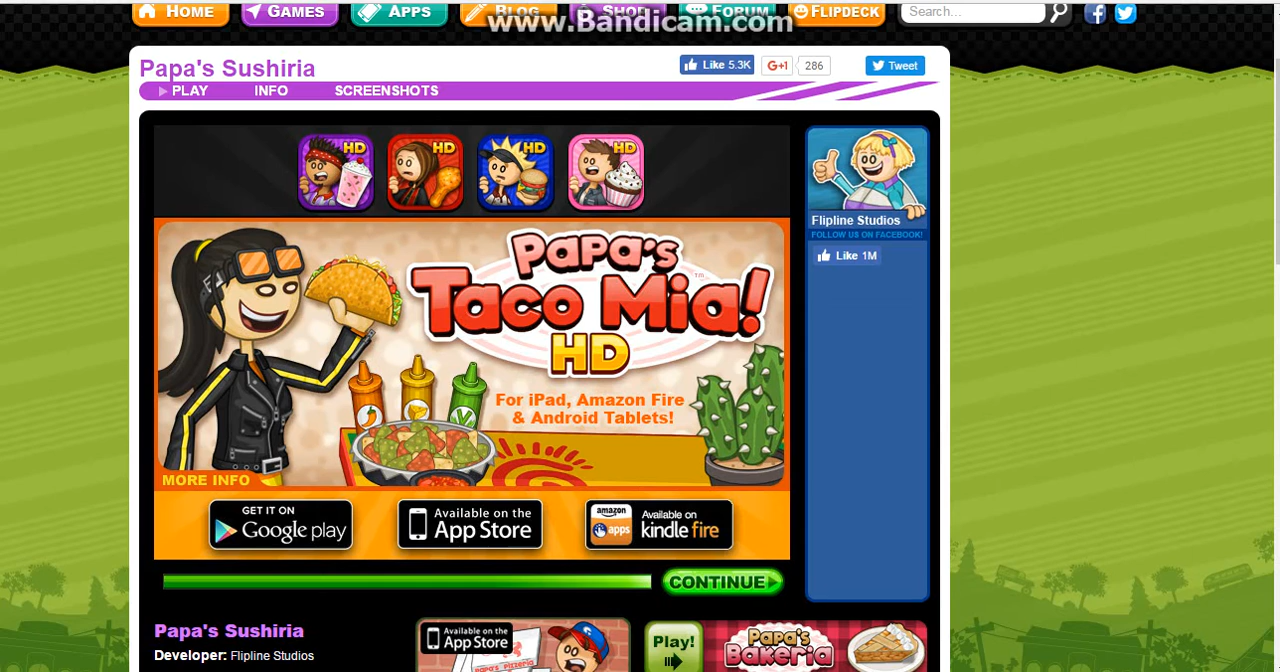 HOME
GAMES
APPS
BLOG
SHOP
FORUM
FLIPDECK
Search...
www.Bandicam.com
Papa's Sushiria
Like 5.3K
G+1
286
Tweet
PLAY
INFO
SCREENSHOTS
HD
HD
HD
HD
PAPA'S
TACO MIA!
™
HD
For iPad, Amazon Fire
& Android Tablets!
MORE INFO
GET IT ON
Google play
Available on the
App Store
amazon
apps
Available on
kindle fire
Flipline Studios
FOLLOW US ON FACEBOOK!
Like 1M
CONTINUE
Papa's Sushiria
Developer: Flipline Studios
Available on the
App Store
Papa's Pizzeria
Play!
PAPA'S
BAKERIA